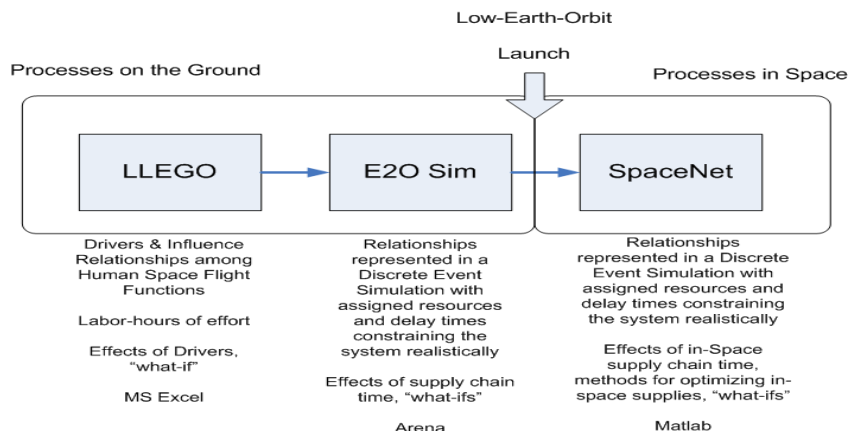 Low-Earth-Orbit
Launch
Processes on the Ground
Processes in Space
LLEGO
E2O Sim
SpaceNet
Drivers & Influence
Relationships among
Human Space Flight
Functions
Labor-hours of effort
Effects of Drivers,
“what-if”
MS Excel
Relationships
represented in a
Discrete Event
Simulation with
assigned resources
and delay times
constraining the
system realistically
Effects of supply chain
time, “what-ifs”
Arena
Relationships
represented in a Discrete
Event Simulation with
assigned resources and
delay times constraining
the system realistically
Effects of in-Space
supply chain time,
methods for optimizing in-
space supplies, “what-ifs”
Matlab